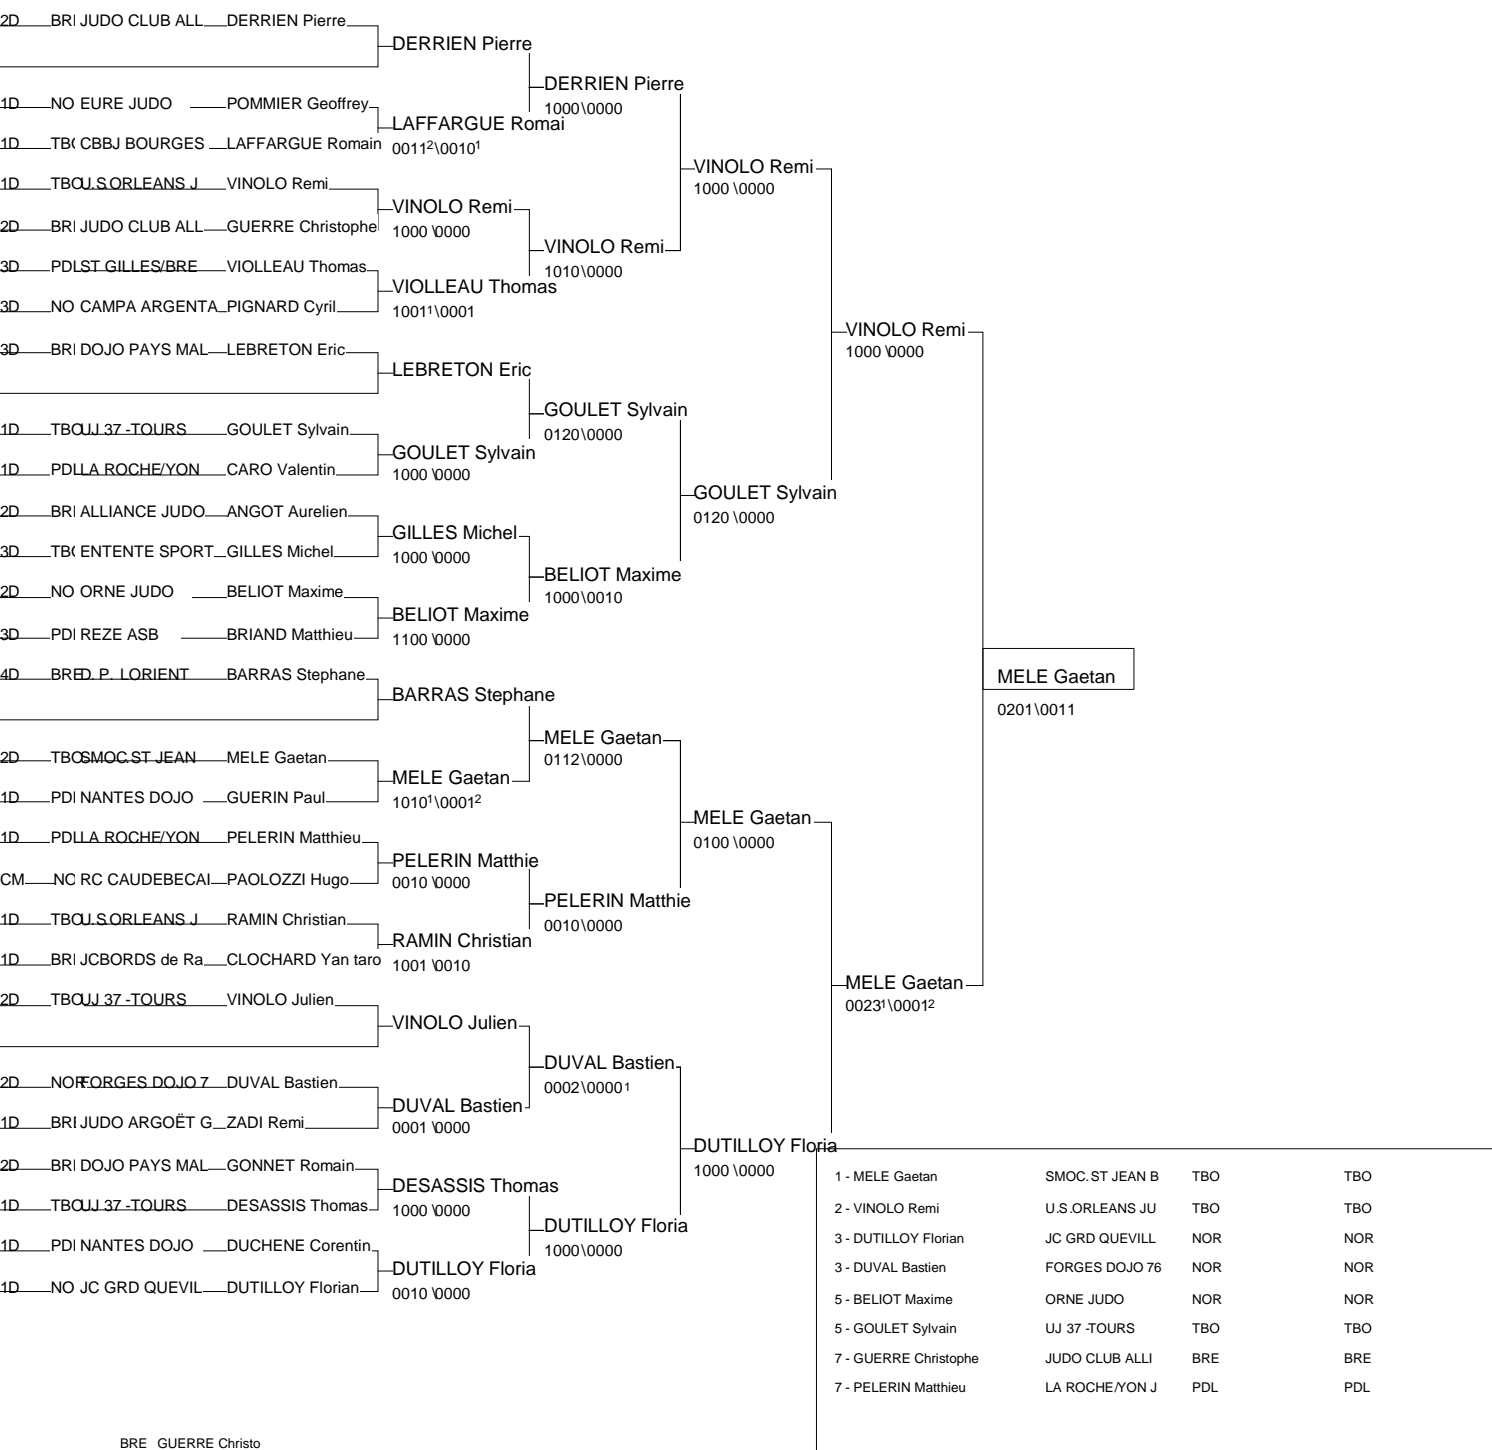 2D BRI JUDO CLUB ALL DERRIEN Pierre
DERRIEN Pierre
DERRIEN Pierre
1000\0000
1D NO EURE JUDO POMMIER Geoffrey
LAFFARGUE Romai
0011²\0010¹
1D TBO CBBJ BOURGES LAFFARGUE Romain
VINOLO Remi
1000 \0000
1D TBO U.S.ORLEANS J VINOLO Remi
VINOLO Remi
1000 \0000
2D BRI JUDO CLUB ALL GUERRE Christophe
VINOLO Remi
1010\0000
3D PDL ST GILLES/BRE VIOLLEAU Thomas
VIOLLEAU Thomas
1001¹\0001
3D NO CAMPA ARGENTA PIGNARD Cyril
VINOLO Remi
1000 \0000
3D BRI DOJO PAYS MAL LEBRETON Eric
LEBRETON Eric
GOULET Sylvain
0120\0000
1D TBO UJ 37 -TOURS GOULET Sylvain
GOULET Sylvain
1000 \0000
1D PDL LA ROCHE/YON CARO Valentin
GOULET Sylvain
0120 \0000
2D BRI ALLIANCE JUDO ANGOT Aurelien
GILLES Michel
1000 \0000
3D TBO ENTENTE SPORT GILLES Michel
BELIOT Maxime
1000\0010
2D NO ORNE JUDO BELIOT Maxime
BELIOT Maxime
1100 \0000
3D PDI REZE ASB BRIAND Matthieu
MELE Gaetan
0201\0011
4D BRE D. P. LORIENT BARRAS Stephane
BARRAS Stephane
MELE Gaetan
0112\0000
2D TBO SMOC.ST JEAN MELE Gaetan
MELE Gaetan
1010¹\0001²
1D PDI NANTES DOJO GUERIN Paul
MELE Gaetan
0100 \0000
1D PDL LA ROCHE/YON PELERIN Matthieu
PELERIN Matthie
0010 \0000
CM NO RC CAUDEBECAI PAOLOZZI Hugo
PELERIN Matthie
0010\0000
1D TBO U.S.ORLEANS J RAMIN Christian
RAMIN Christian
1001 \0010
1D BRI JCBORDS de Ra CLOCHARD Yan taro
MELE Gaetan
0023¹\0001²
2D TBO UJ 37 -TOURS VINOLO Julien
VINOLO Julien
DUVAL Bastien
0002\0000¹
2D NOR FORGES DOJO 7 DUVAL Bastien
DUVAL Bastien
0001 \0000
1D BRI JUDO ARGOËT G ZADI Remi
DUTILLOY Floria
1000 \0000
2D BRI DOJO PAYS MAL GONNET Romain
DESASSIS Thomas
1000 \0000
1D TBO UJ 37 -TOURS DESASSIS Thomas
DUTILLOY Floria
1000\0000
1D PDI NANTES DOJO DUCHENE Corentin
DUTILLOY Floria
0010 \0000
1D NO JC GRD QUEVIL DUTILLOY Florian
1 - MELE Gaetan SMOC.ST JEAN B TBO TBO
2 - VINOLO Remi U.S.ORLEANS JU TBO TBO
3 - DUTILLOY Florian JC GRD QUEVILL NOR NOR
3 - DUVAL Bastien FORGES DOJO 76 NOR NOR
5 - BELIOT Maxime ORNE JUDO NOR NOR
5 - GOULET Sylvain UJ 37 -TOURS TBO TBO
7 - GUERRE Christophe JUDO CLUB ALLI BRE BRE
7 - PELERIN Matthieu LA ROCHE/YON J PDL PDL
BRE GUERRE Christo